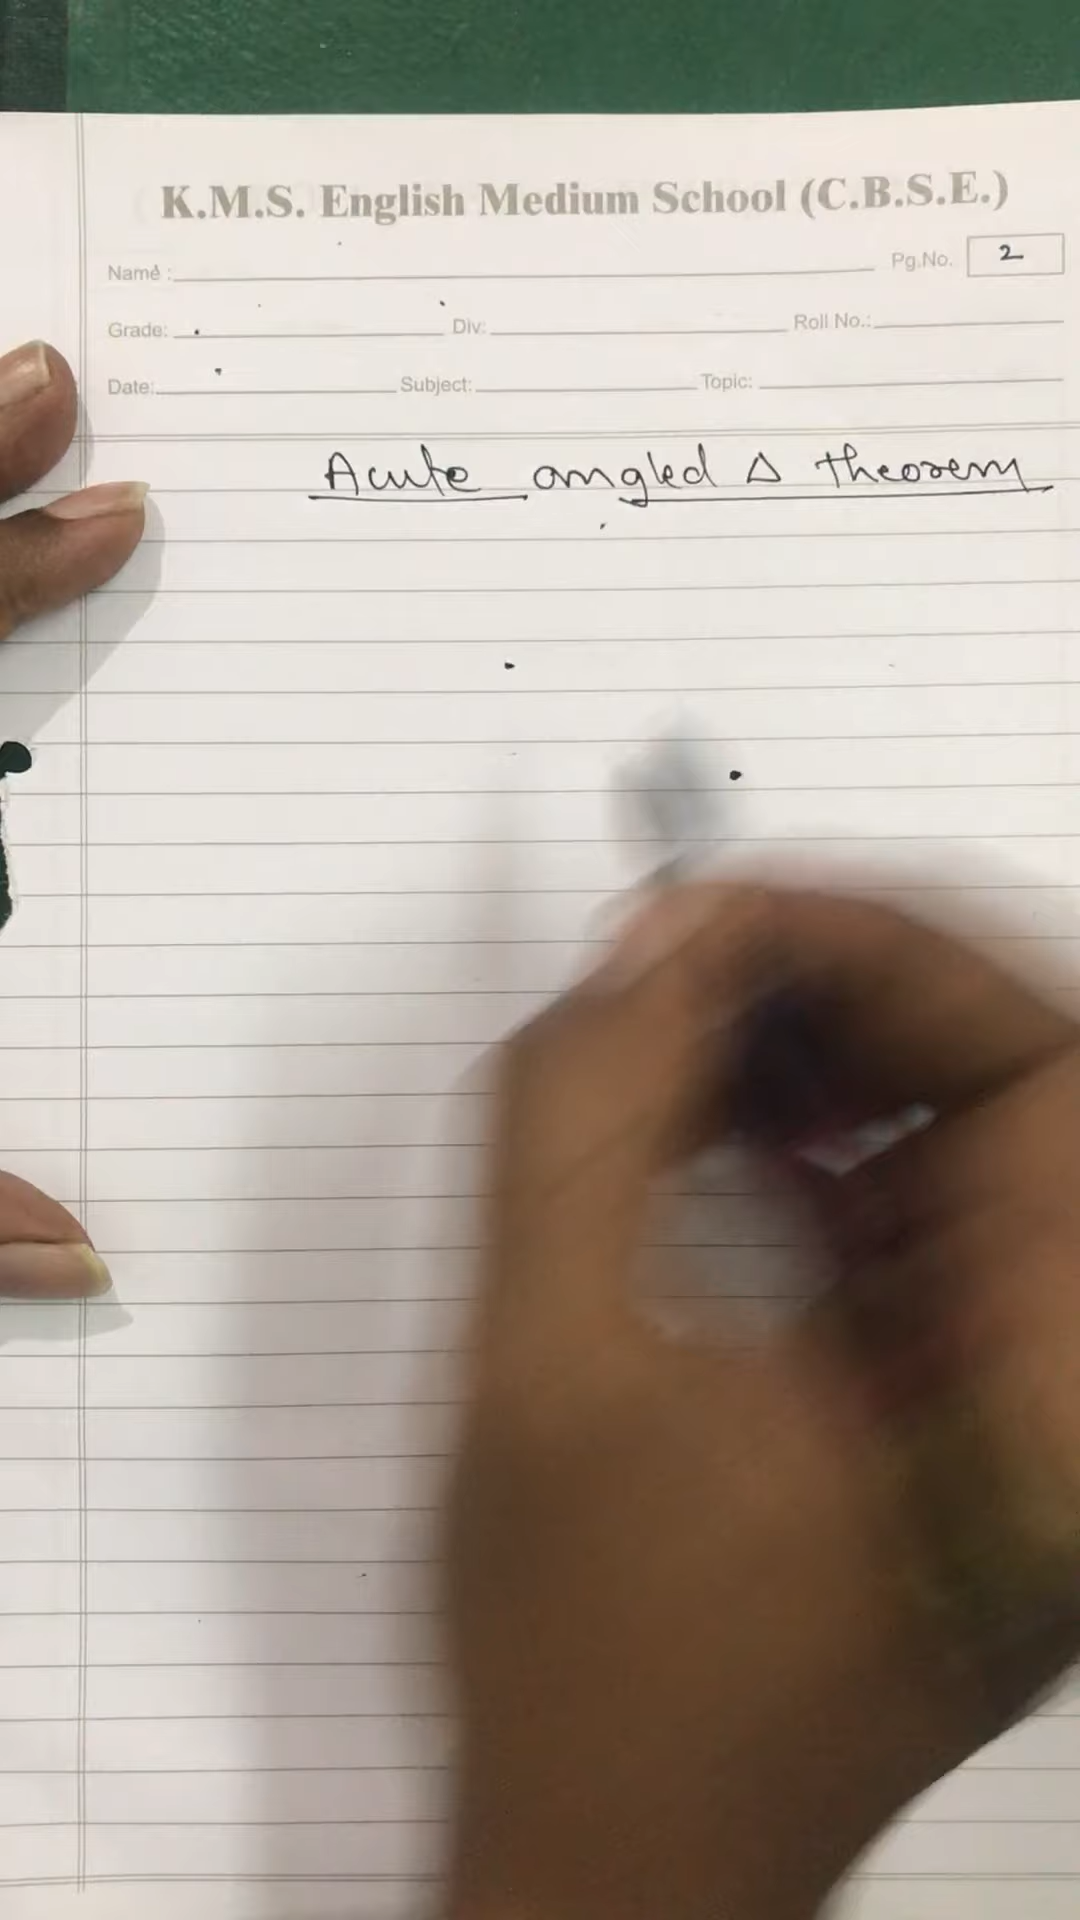 K.M.S. English Medium School (C.B.S.E.)
Name : Pg.No. 2
Grade: Div: Roll No.:
Date: Subject: Topic:
Acute angled Δ theorem